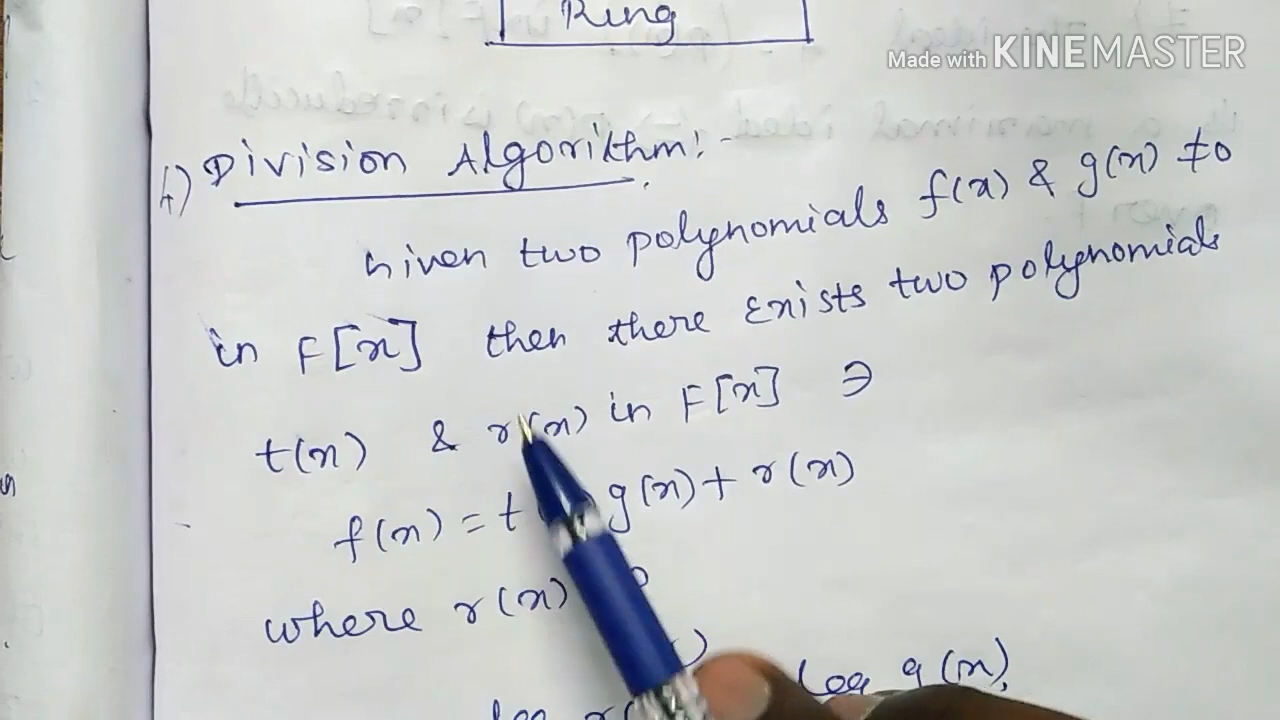 Ring
Made with KINEMASTER
4) Division Algorithm:-
Given two polynomials f(x) & g(x) ≠0
in F[x] then there Exists two polynomials
t(x) & r(x) in F[x] ∋
f(x) = t g(x) + r(x)
where r(x)
g(x),